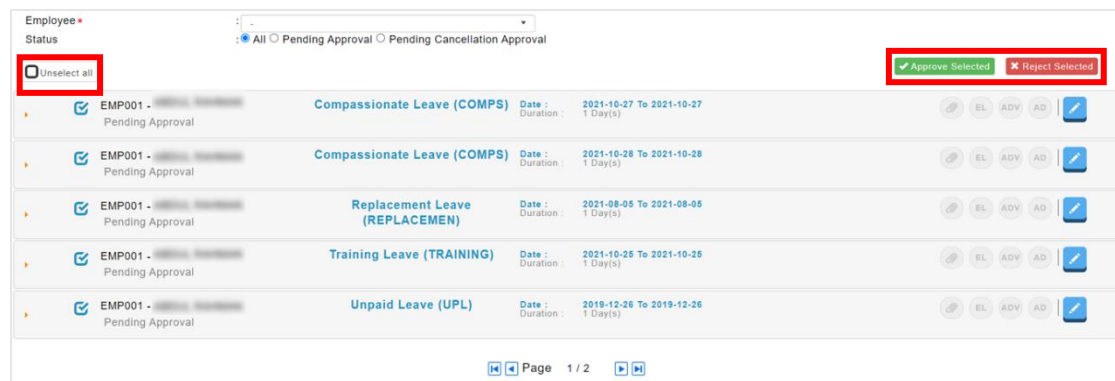 Employee * : -
Status : All Pending Approval Pending Cancellation Approval
Unselect all Approve Selected Reject Selected
EMP001 - Compassionate Leave (COMPS) Date : 2021-10-27 To 2021-10-27
Pending Approval Duration : 1 Day(s) EL ADV AD
EMP001 - Compassionate Leave (COMPS) Date : 2021-10-28 To 2021-10-28
Pending Approval Duration : 1 Day(s) EL ADV AD
EMP001 - Replacement Leave Date : 2021-08-05 To 2021-08-05
Pending Approval (REPLACEMEN) Duration : 1 Day(s) EL ADV AD
EMP001 - Training Leave (TRAINING) Date : 2021-10-25 To 2021-10-25
Pending Approval Duration : 1 Day(s) EL ADV AD
EMP001 - Unpaid Leave (UPL) Date : 2019-12-26 To 2019-12-26
Pending Approval Duration : 1 Day(s) EL ADV AD
Page 1 / 2